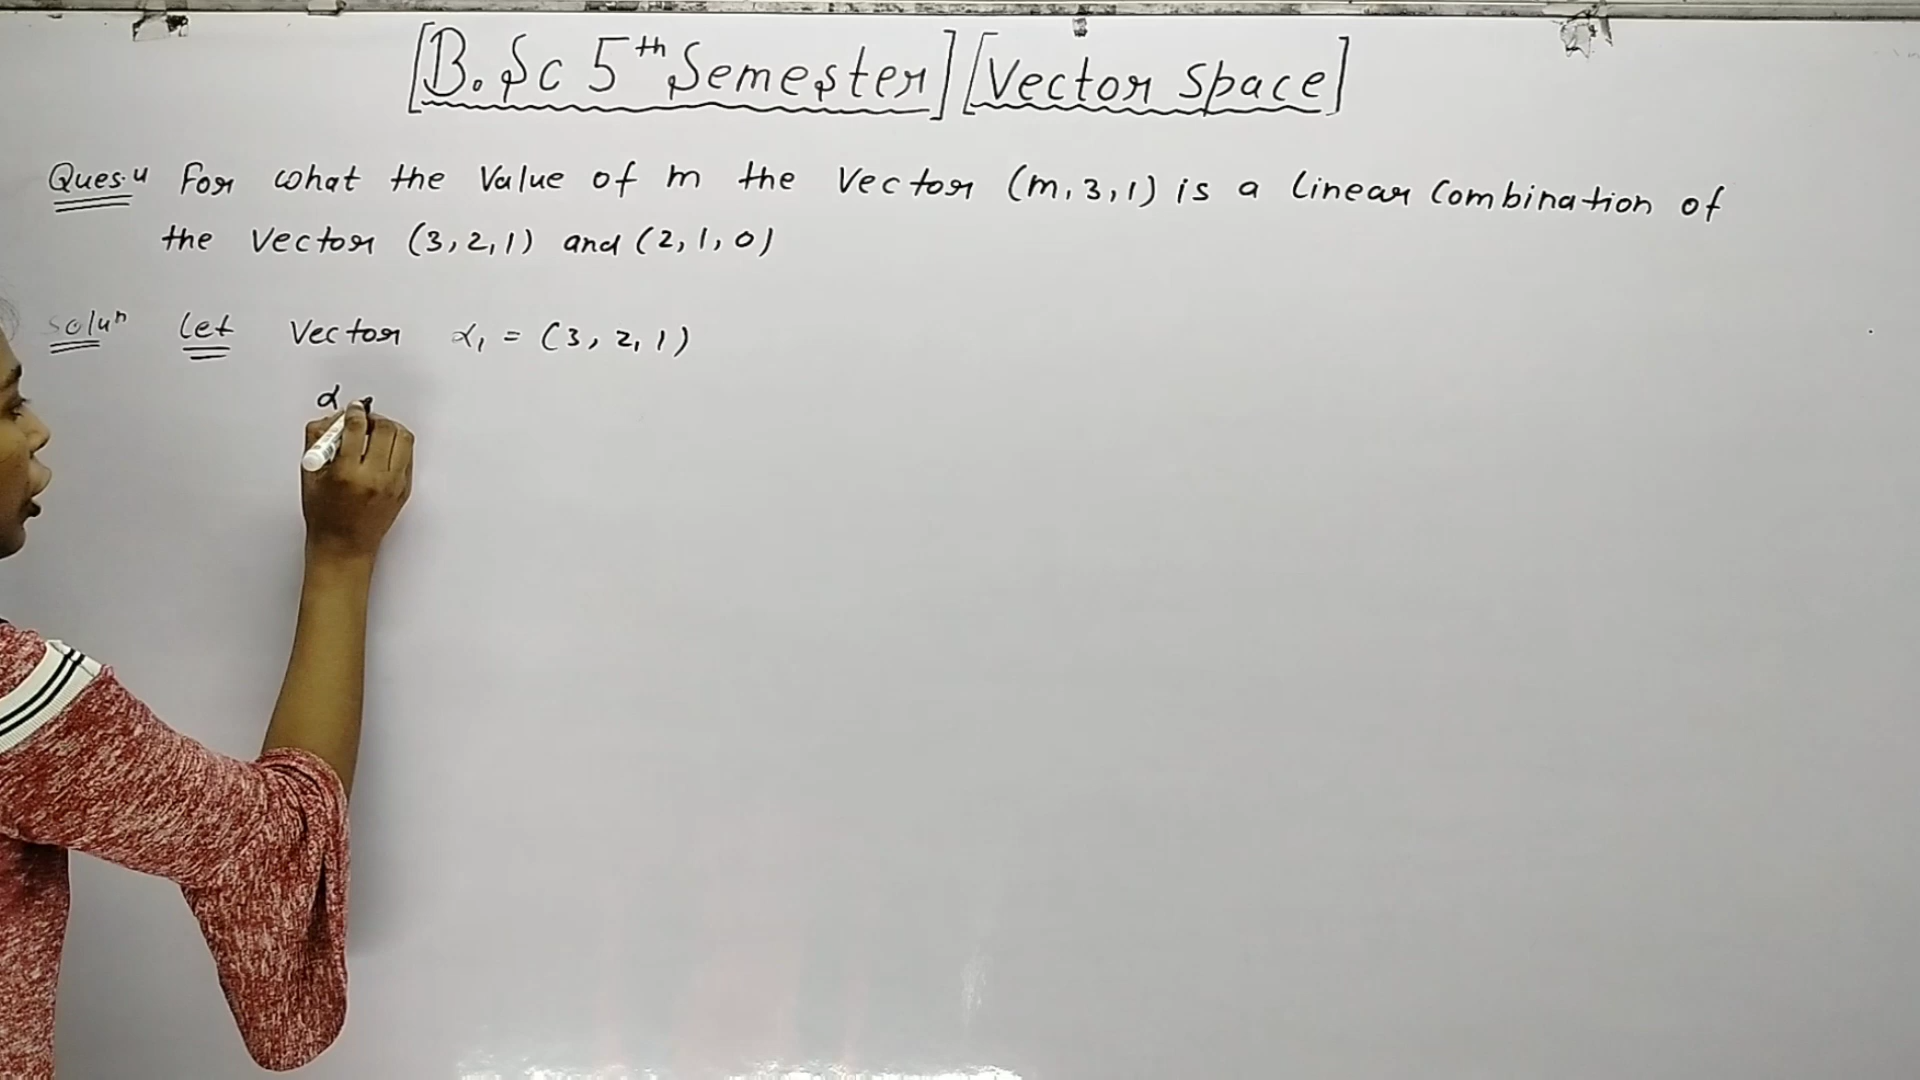 [B.Sc 5th Semester] [Vector Space]
Ques.4 For what the Value of m the Vector (m,3,1) is a linear Combination of
the Vector (3,2,1) and (2,1,0)
Soluⁿ Let Vector α₁ = (3, 2, 1)
α